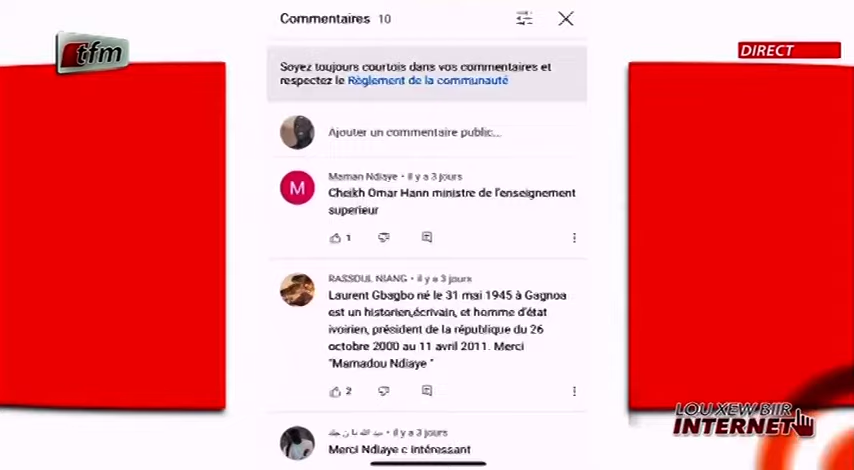 Commentaires 10
tfm
DIRECT
Soyez toujours courtois dans vos commentaires et
respectez le Règlement de la communauté
Ajouter un commentaire public...
Maman Ndiaye • il y a 3 jours
M
Cheikh Omar Hann ministre de l'enseignement
superieur
1
RASSOUL NIANG • il y a 3 jours
Laurent Gbagbo né le 31 mai 1945 à Gagnoa
est un historien,écrivain, et homme d'état
ivoirien, président de la république du 26
octobre 2000 au 11 avril 2011. Merci
"Mamadou Ndiaye "
2
LOU XEW BIIR
INTERNET
• il y a 3 jours
Merci Ndiaye c intéressant